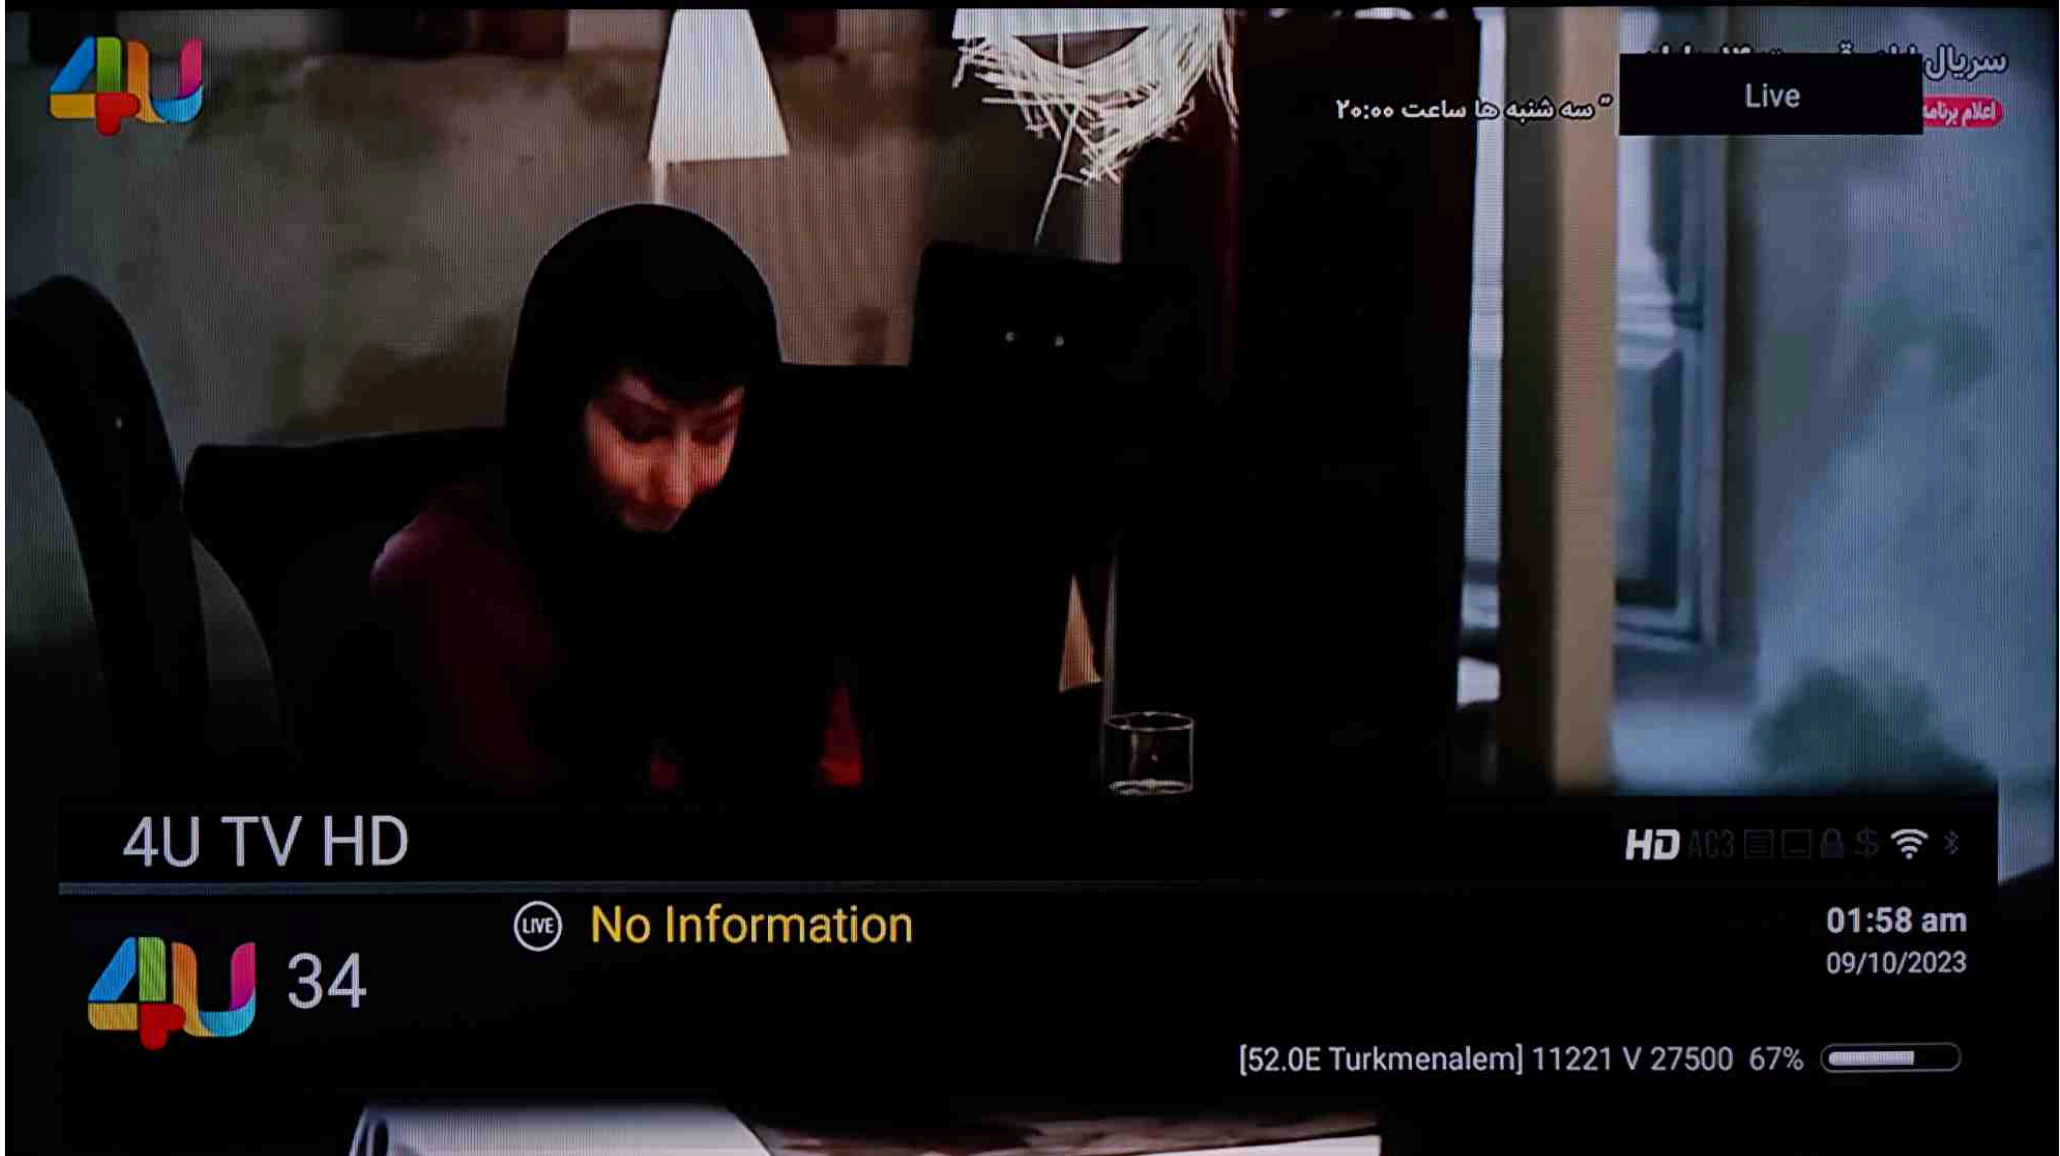 4U
سریال
Live
اعلام برنامه
" سه شنبه ها ساعت ۲۰:۰۰
4U TV HD
HD AC3 $
LIVE No Information
01:58 am
4U 34
09/10/2023
[52.0E Turkmenalem] 11221 V 27500 67%